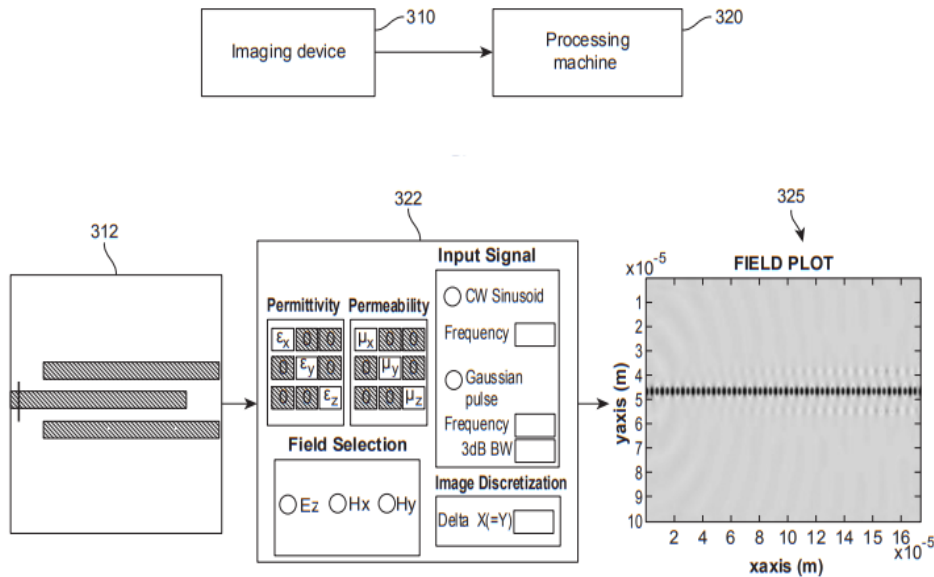 310
320
Imaging device
Processing
machine
312
322
325
Input Signal
CW Sinusoid
Frequency
Gaussian
pulse
Frequency
3dB BW
Permittivity Permeability
εx 0 0 μx 0 0
0 εy 0 0 μy 0
0 0 εz 0 0 μz
Field Selection
Ez Hx Hy
Image Discretization
Delta X(=Y)
x10-5 FIELD PLOT
1
2
3
4
5
6
7
8
9
10
yaxis (m)
2 4 6 8 10 12 14 16
x10-5
xaxis (m)